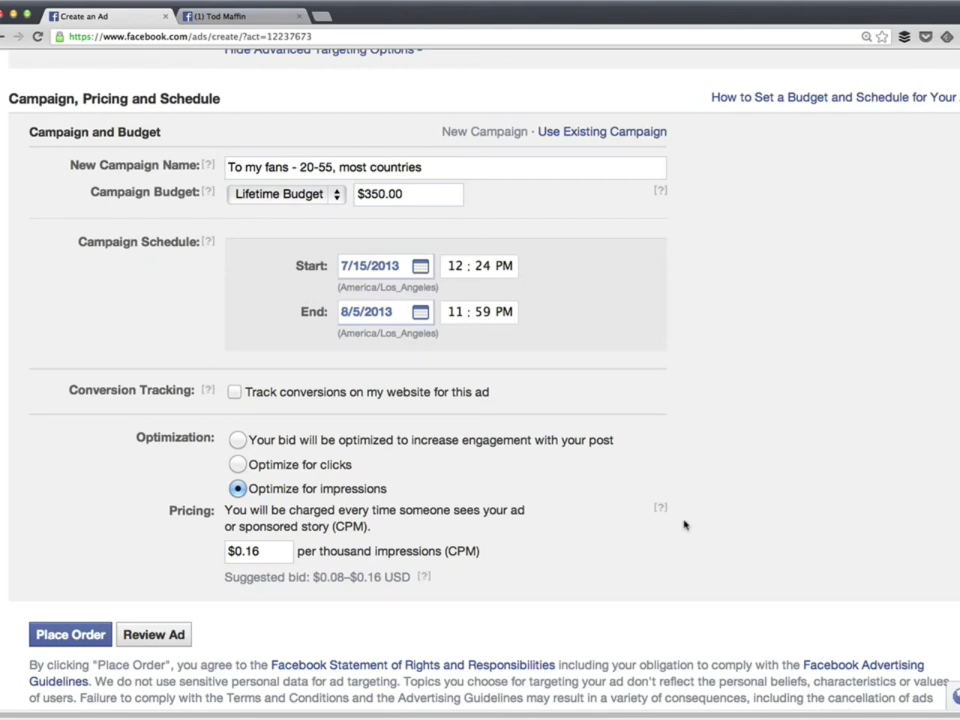 Create an Ad
(1) Tod Maffin
https://www.facebook.com/ads/create/?act=12237673
Hide Advanced Targeting Options -
Campaign, Pricing and Schedule
How to Set a Budget and Schedule for Your
Campaign and Budget
New Campaign · Use Existing Campaign
New Campaign Name: [?] To my fans - 20-55, most countries
Campaign Budget: [?] Lifetime Budget $350.00 [?]
Campaign Schedule: [?]
Start: 7/15/2013 12 : 24 PM
(America/Los_Angeles)
End: 8/5/2013 11 : 59 PM
(America/Los_Angeles)
Conversion Tracking: [?] Track conversions on my website for this ad
Optimization: Your bid will be optimized to increase engagement with your post
Optimize for clicks
Optimize for impressions
Pricing: You will be charged every time someone sees your ad [?]
or sponsored story (CPM).
$0.16 per thousand impressions (CPM)
Suggested bid: $0.08–$0.16 USD [?]
Place Order Review Ad
By clicking "Place Order", you agree to the Facebook Statement of Rights and Responsibilities including your obligation to comply with the Facebook Advertising
Guidelines. We do not use sensitive personal data for ad targeting. Topics you choose for targeting your ad don't reflect the personal beliefs, characteristics or values
of users. Failure to comply with the Terms and Conditions and the Advertising Guidelines may result in a variety of consequences, including the cancellation of ads